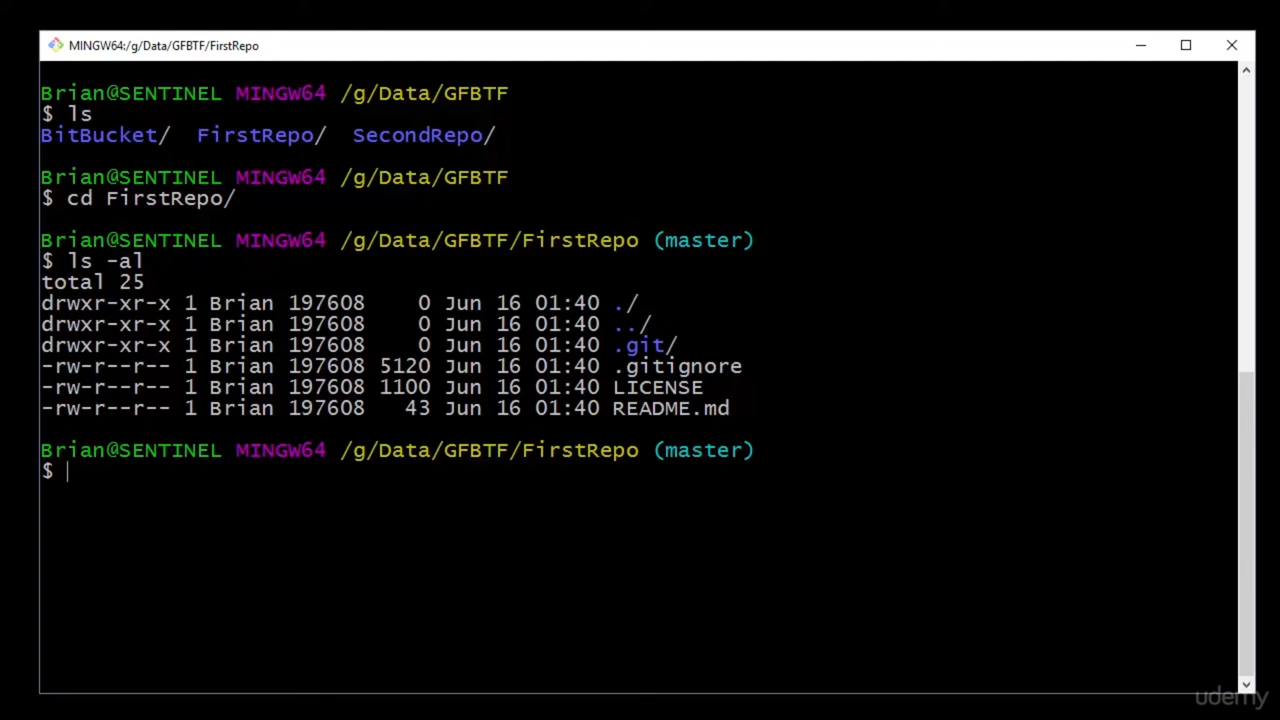 MINGW64:/g/Data/GFBTF/FirstRepo
Brian@SENTINEL MINGW64 /g/Data/GFBTF
$ ls
BitBucket/  FirstRepo/  SecondRepo/
Brian@SENTINEL MINGW64 /g/Data/GFBTF
$ cd FirstRepo/
Brian@SENTINEL MINGW64 /g/Data/GFBTF/FirstRepo (master)
$ ls -al
total 25
drwxr-xr-x 1 Brian 197608    0 Jun 16 01:40 ./
drwxr-xr-x 1 Brian 197608    0 Jun 16 01:40 ../
drwxr-xr-x 1 Brian 197608    0 Jun 16 01:40 .git/
-rw-r--r-- 1 Brian 197608 5120 Jun 16 01:40 .gitignore
-rw-r--r-- 1 Brian 197608 1100 Jun 16 01:40 LICENSE
-rw-r--r-- 1 Brian 197608   43 Jun 16 01:40 README.md
Brian@SENTINEL MINGW64 /g/Data/GFBTF/FirstRepo (master)
$
udemy